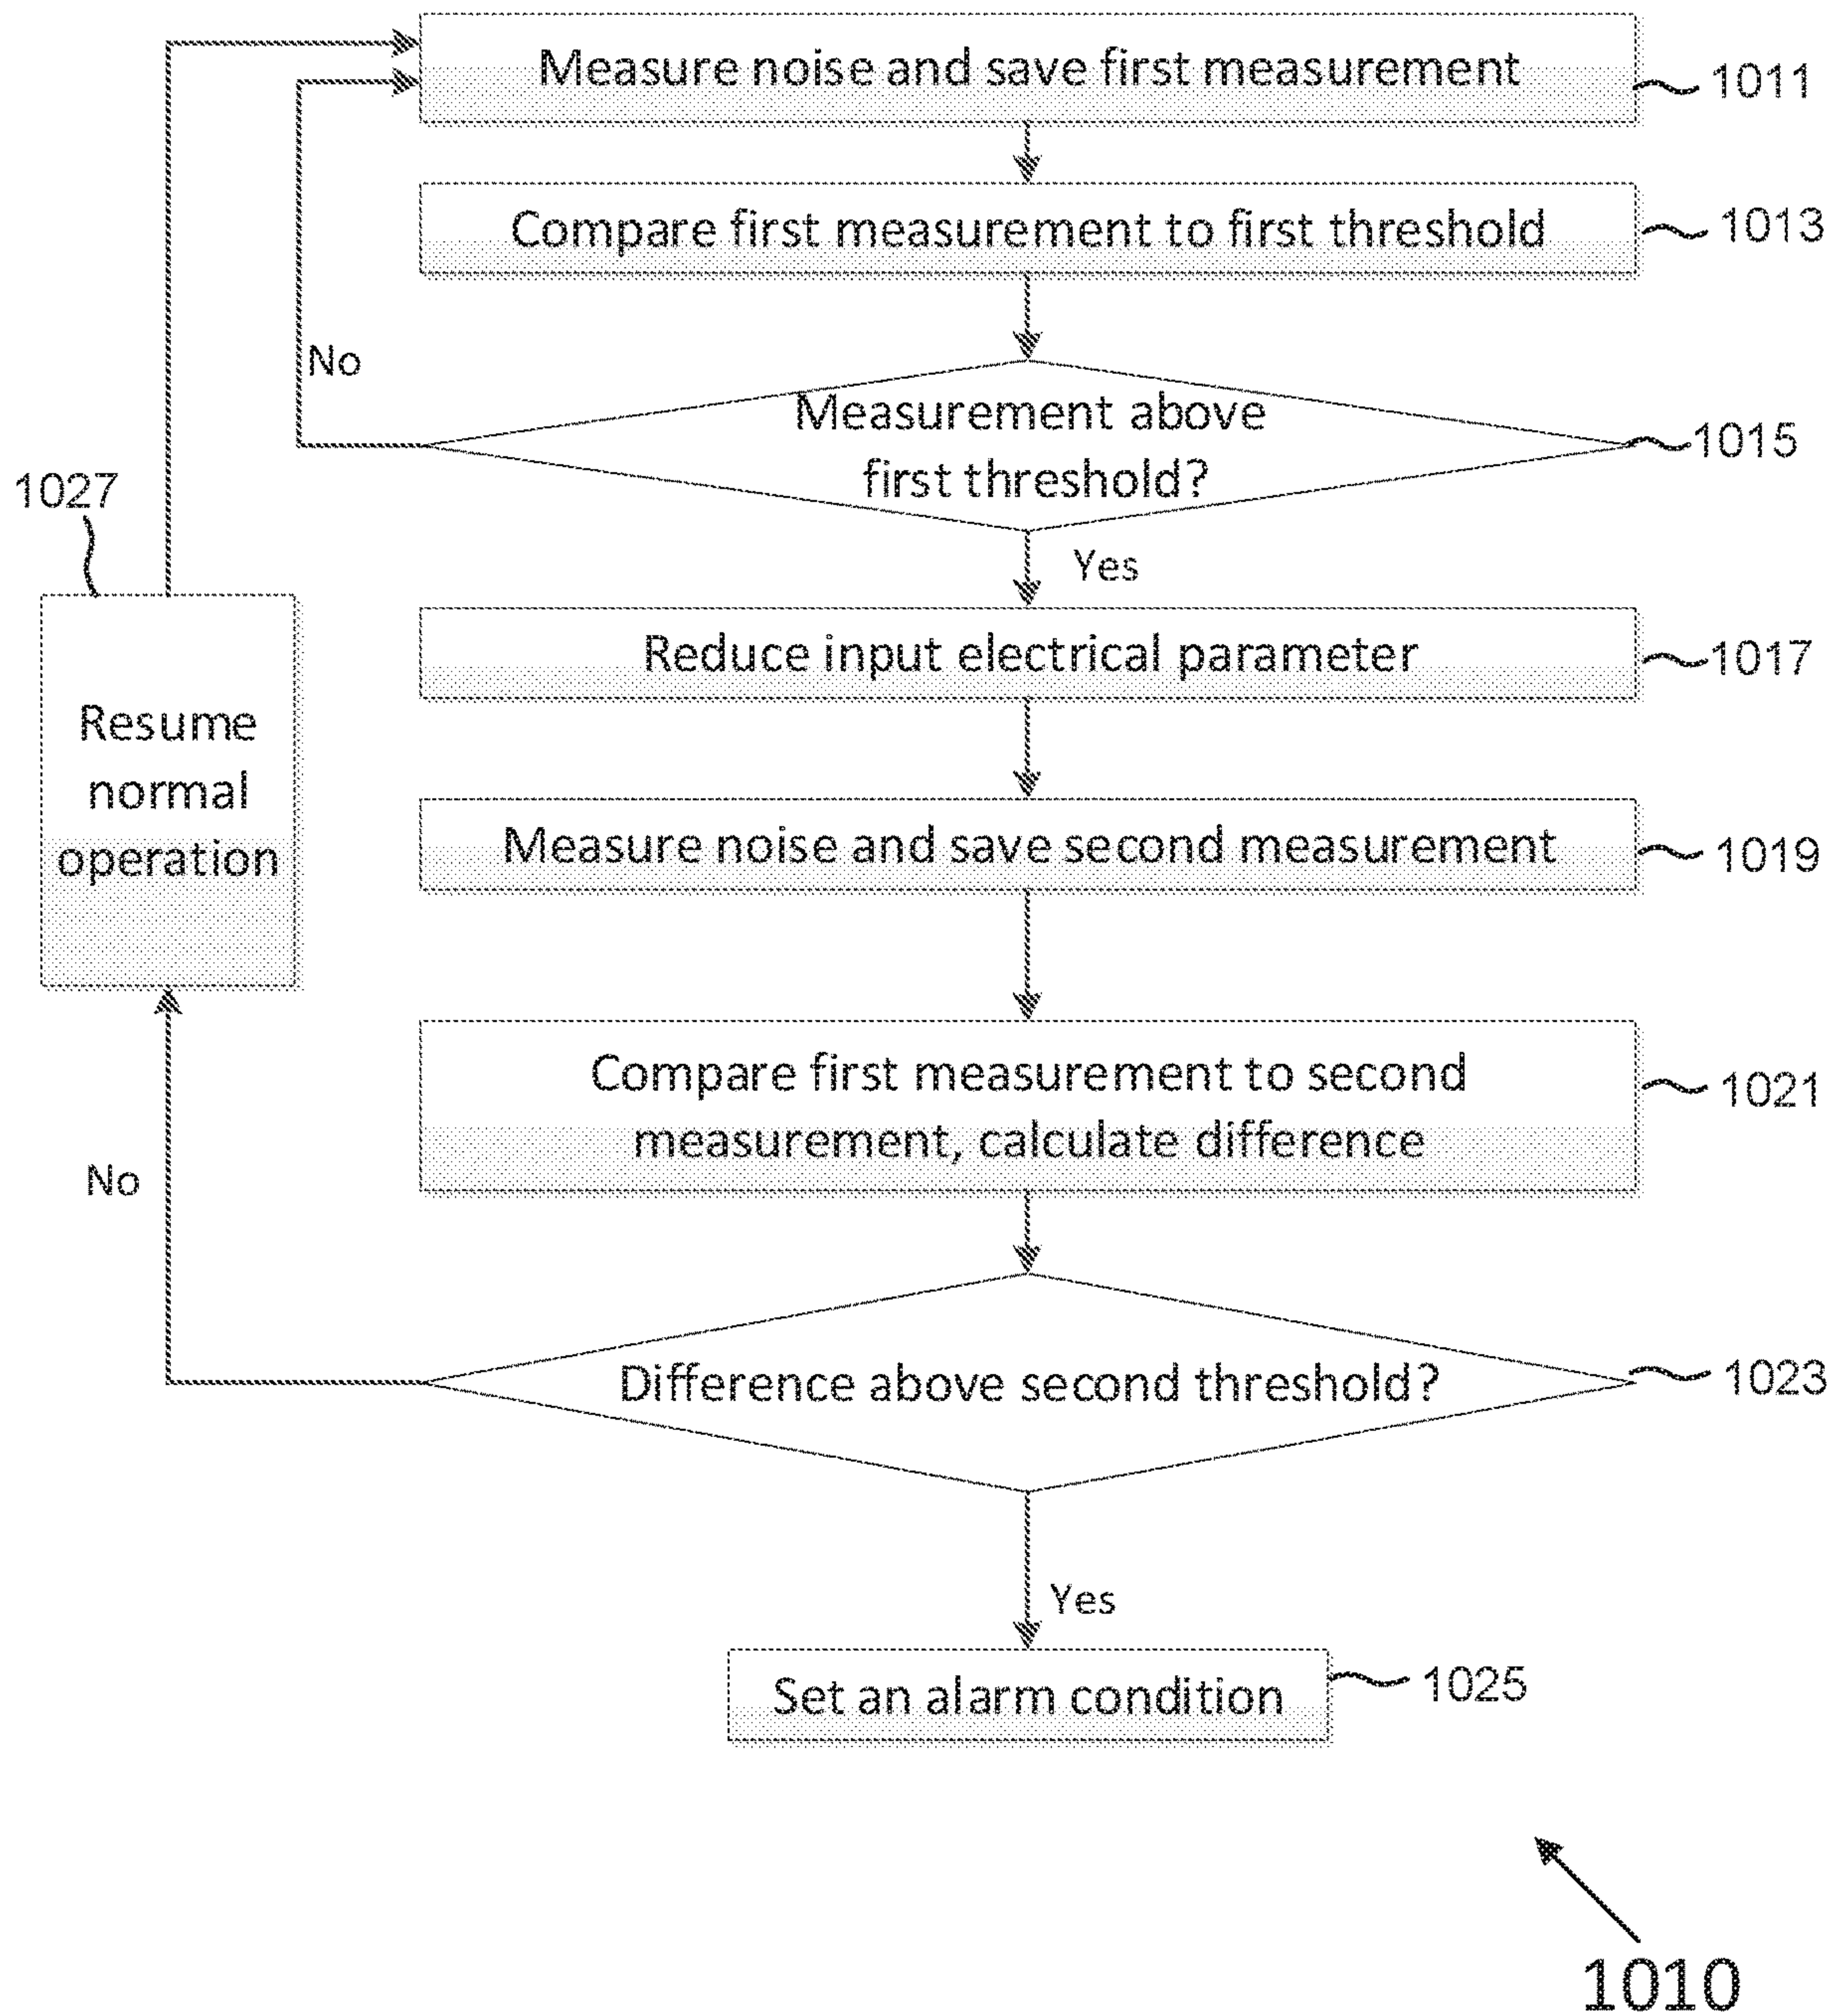 Measure noise and save first measurement
1011
Compare first measurement to first threshold
1013
No
Measurement above
first threshold?
1015
1027
Yes
Reduce input electrical parameter
1017
Resume
normal
operation
Measure noise and save second measurement
1019
Compare first measurement to second
measurement, calculate difference
1021
No
Difference above second threshold?
1023
Yes
Set an alarm condition
1025
1010